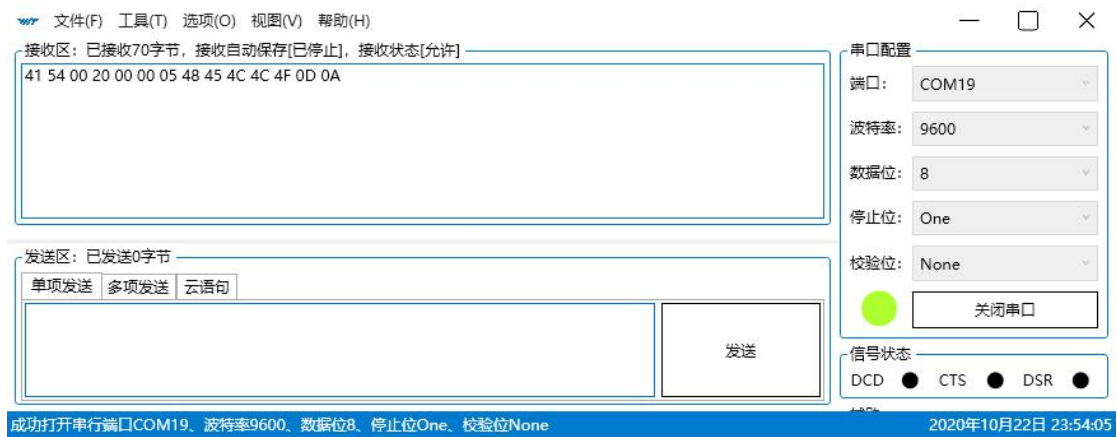 文件(F) 工具(T) 选项(O) 视图(V) 帮助(H)
接收区：已接收70字节，接收自动保存[已停止]，接收状态[允许]
41 54 00 20 00 00 05 48 45 4C 4C 4F 0D 0A
发送区：已发送0字节
单项发送 多项发送 云语句
发送
串口配置
端口： COM19
波特率： 9600
数据位： 8
停止位： One
校验位： None
关闭串口
信号状态
DCD CTS DSR
成功打开串行端口COM19、波特率9600、数据位8、停止位One、校验位None
2020年10月22日 23:54:05